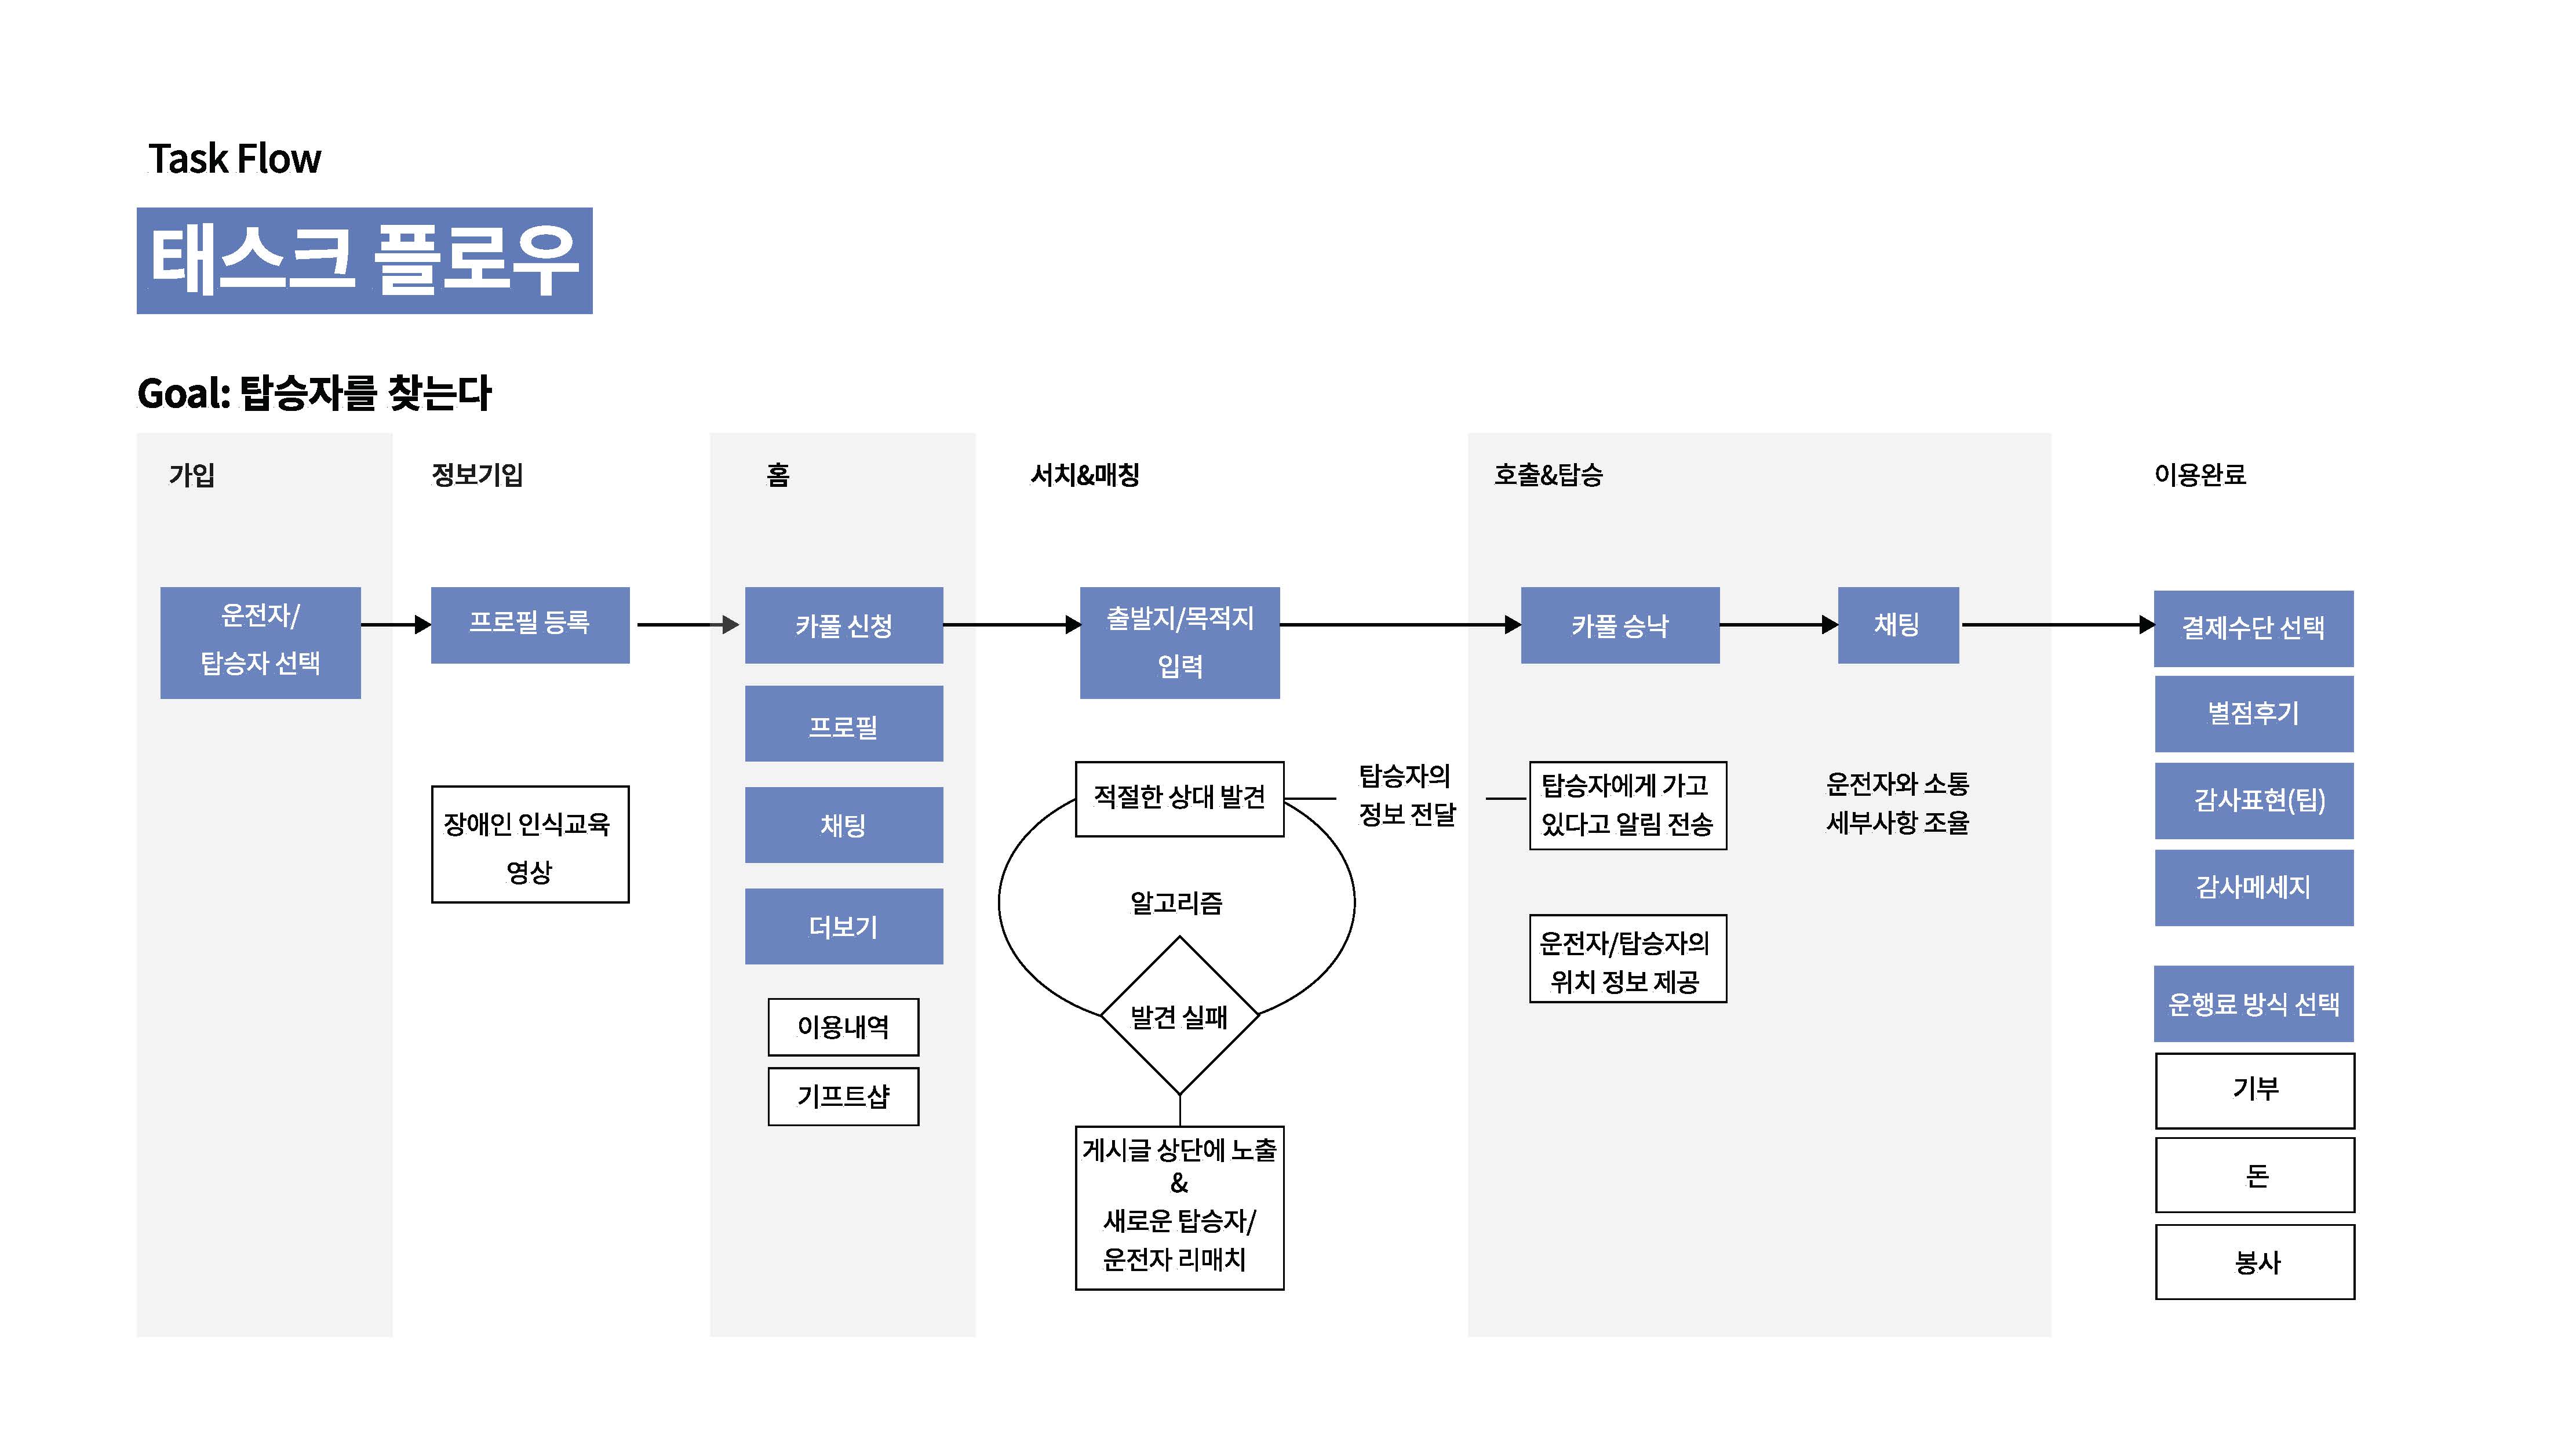 Task Flow
태스크 플로우
Goal: 탑승자를 찾는다
가입
정보기입
홈
서치&매칭
호출&탑승
이용완료
운전자/
탑승자 선택
프로필 등록
장애인 인식교육
영상
카풀 신청
프로필
채팅
더보기
이용내역
기프트샵
출발지/목적지
입력
적절한 상대 발견
알고리즘
발견 실패
게시글 상단에 노출
&
새로운 탑승자/
운전자 리매치
탑승자의
정보 전달
카풀 승낙
탑승자에게 가고
있다고 알림 전송
운전자/탑승자의
위치 정보 제공
채팅
운전자와 소통
세부사항 조율
결제수단 선택
별점후기
감사표현(팁)
감사메세지
운행료 방식 선택
기부
돈
봉사